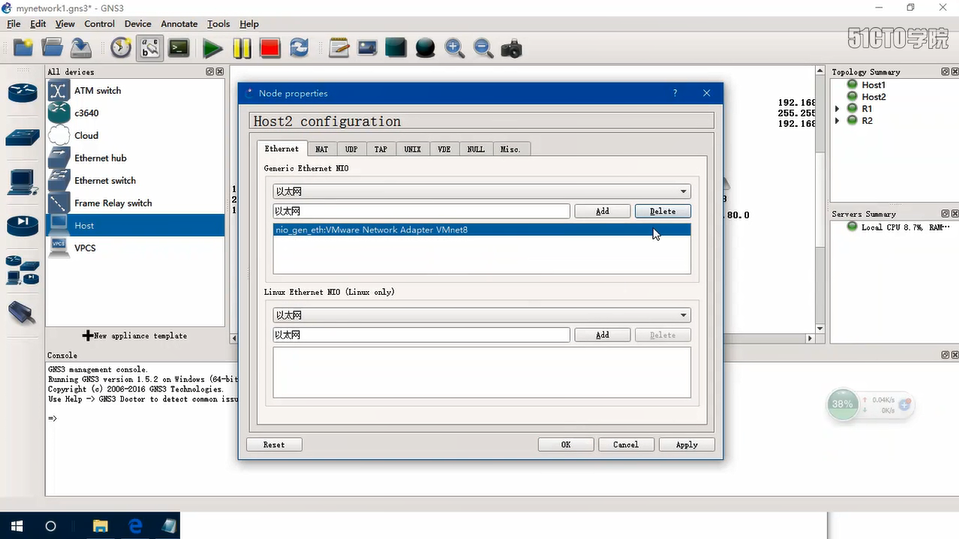 mynetwork1.gns3* - GNS3
File Edit View Control Device Annotate Tools Help
51CTO学院
All devices
ATM switch
c3640
Cloud
Ethernet hub
Ethernet switch
Frame Relay switch
Host
VPCS
New appliance template
Node properties
Host2 configuration
Ethernet NAT UDP TAP UNIX VDE NULL Misc.
Generic Ethernet NIO
以太网
以太网 Add Delete
nio_gen_eth:VMware Network Adapter VMnet8
Linux Ethernet NIO (Linux only)
以太网
以太网 Add Delete
Reset OK Cancel Apply
192.168
255.255
192.168
80.0
Topology Summary
Host1
Host2
R1
R2
Servers Summary
Local CPU 8.7%, RAM…
Console
GNS3 management console.
Running GNS3 version 1.5.2 on Windows (64-bit
Copyright (c) 2006-2016 GNS3 Technologies.
Use Help -> GNS3 Doctor to detect common issu
=>
38%
0.04K/s
0K/s